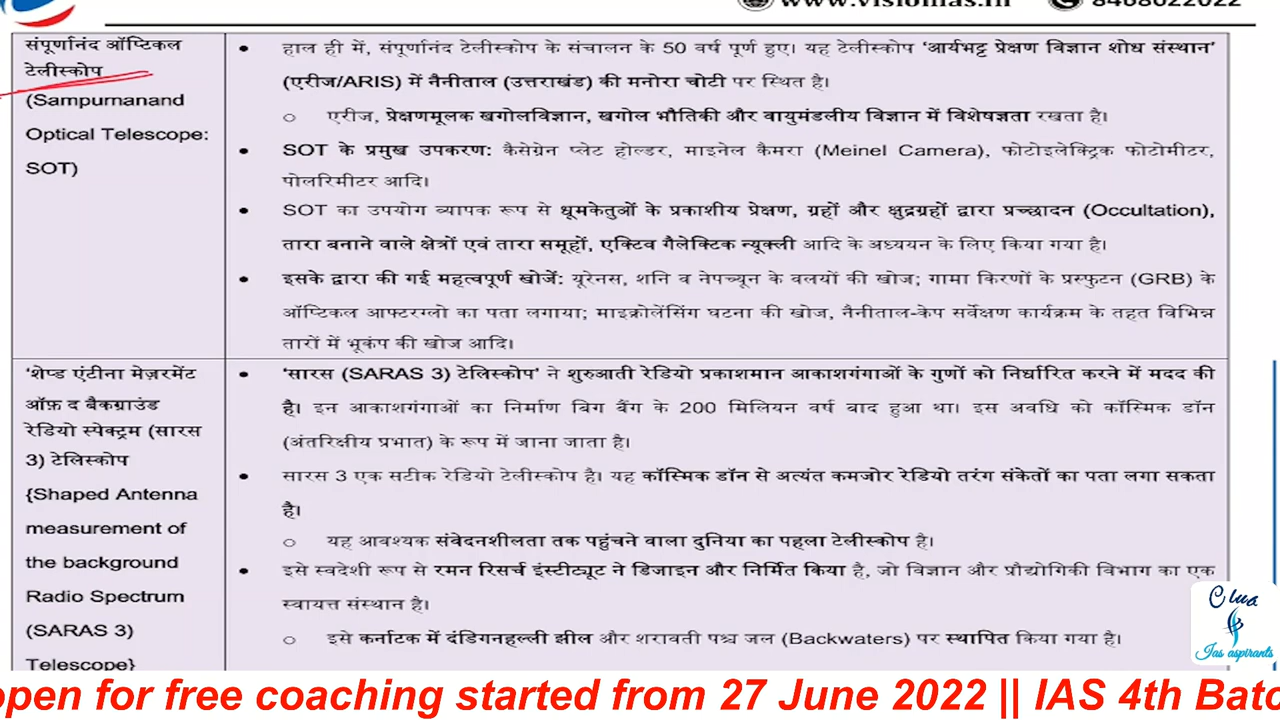 www.visionias.in 8468022022
संपूर्णानंद ऑप्टिकल
टेलीस्कोप
(Sampurnanand
Optical Telescope:
SOT)
● हाल ही में, संपूर्णानंद टेलीस्कोप के संचालन के 50 वर्ष पूर्ण हुए। यह टेलीस्कोप 'आर्यभट्ट प्रेक्षण विज्ञान शोध संस्थान'
(एरीज/ARIS) में नैनीताल (उत्तराखंड) की मनोरा चोटी पर स्थित है।
○ एरीज, प्रेक्षणमूलक खगोलविज्ञान, खगोल भौतिकी और वायुमंडलीय विज्ञान में विशेषज्ञता रखता है।
● SOT के प्रमुख उपकरण: कैसेग्रेन प्लेट होल्डर, माइनेल कैमरा (Meinel Camera), फोटोइलेक्ट्रिक फोटोमीटर,
पोलरिमीटर आदि।
● SOT का उपयोग व्यापक रूप से धूमकेतुओं के प्रकाशीय प्रेक्षण, ग्रहों और क्षुद्रग्रहों द्वारा प्रच्छादन (Occultation),
तारा बनाने वाले क्षेत्रों एवं तारा समूहों, एक्टिव गैलेक्टिक न्यूक्ली आदि के अध्ययन के लिए किया गया है।
● इसके द्वारा की गई महत्वपूर्ण खोजें: यूरेनस, शनि व नेपच्यून के वलयों की खोज; गामा किरणों के प्रस्फुटन (GRB) के
ऑप्टिकल आफ्टरग्लो का पता लगाया; माइक्रोलेंसिंग घटना की खोज, नैनीताल-केप सर्वेक्षण कार्यक्रम के तहत विभिन्न
तारों में भूकंप की खोज आदि।
'शेप्ड एंटीना मेज़रमेंट
ऑफ़ द बैकग्राउंड
रेडियो स्पेक्ट्रम (सारस
3) टेलिस्कोप
{Shaped Antenna
measurement of
the background
Radio Spectrum
(SARAS 3)
Telescope}
● 'सारस (SARAS 3) टेलिस्कोप' ने शुरुआती रेडियो प्रकाशमान आकाशगंगाओं के गुणों को निर्धारित करने में मदद की
है। इन आकाशगंगाओं का निर्माण बिग बैंग के 200 मिलियन वर्ष बाद हुआ था। इस अवधि को कॉस्मिक डॉन
(अंतरिक्षीय प्रभात) के रूप में जाना जाता है।
● सारस 3 एक सटीक रेडियो टेलीस्कोप है। यह कॉस्मिक डॉन से अत्यंत कमजोर रेडियो तरंग संकेतों का पता लगा सकता
है।
○ यह आवश्यक संवेदनशीलता तक पहुंचने वाला दुनिया का पहला टेलीस्कोप है।
● इसे स्वदेशी रूप से रमन रिसर्च इंस्टीट्यूट ने डिजाइन और निर्मित किया है, जो विज्ञान और प्रौद्योगिकी विभाग का एक
स्वायत्त संस्थान है।
○ इसे कर्नाटक में दंडिगनहल्ली झील और शरावती पश्च जल (Backwaters) पर स्थापित किया गया है।
Clue
Ias aspirants
open for free coaching started from 27 June 2022 || IAS 4th Batc